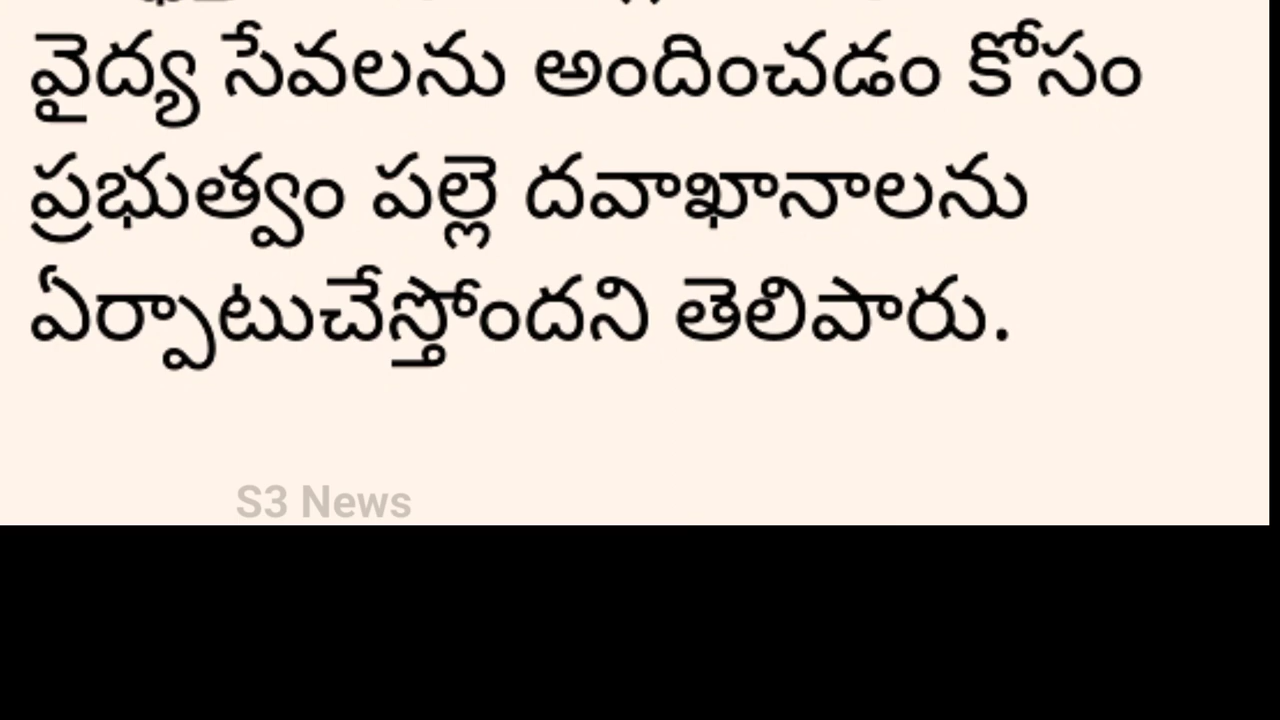 వైద్య సేవలను అందించడం కోసం
ప్రభుత్వం పల్లె దవాఖానాలను
ఏర్పాటుచేస్తోందని తెలిపారు.
S3 News